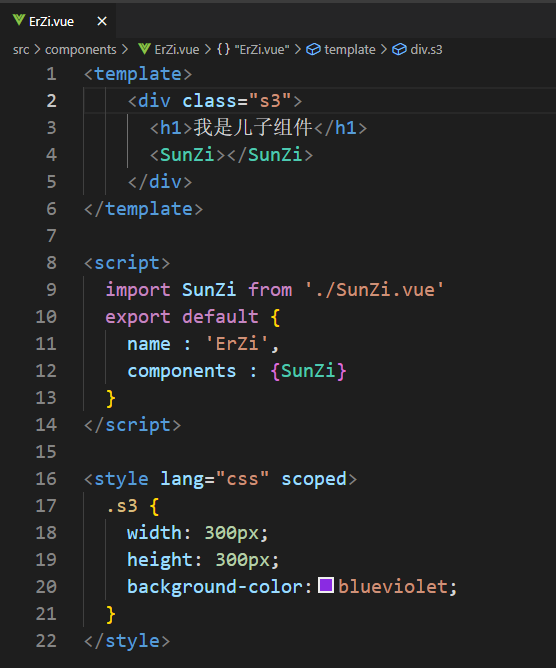 ErZi.vue ×
src > components > ErZi.vue > {} "ErZi.vue" > template > div.s3
1 <template>
2 <div class="s3">
3 <h1>我是儿子组件</h1>
4 <SunZi></SunZi>
5 </div>
6 </template>
7
8 <script>
9 import SunZi from './SunZi.vue'
10 export default {
11 name : 'ErZi',
12 components : {SunZi}
13 }
14 </script>
15
16 <style lang="css" scoped>
17 .s3 {
18 width: 300px;
19 height: 300px;
20 background-color: blueviolet;
21 }
22 </style>